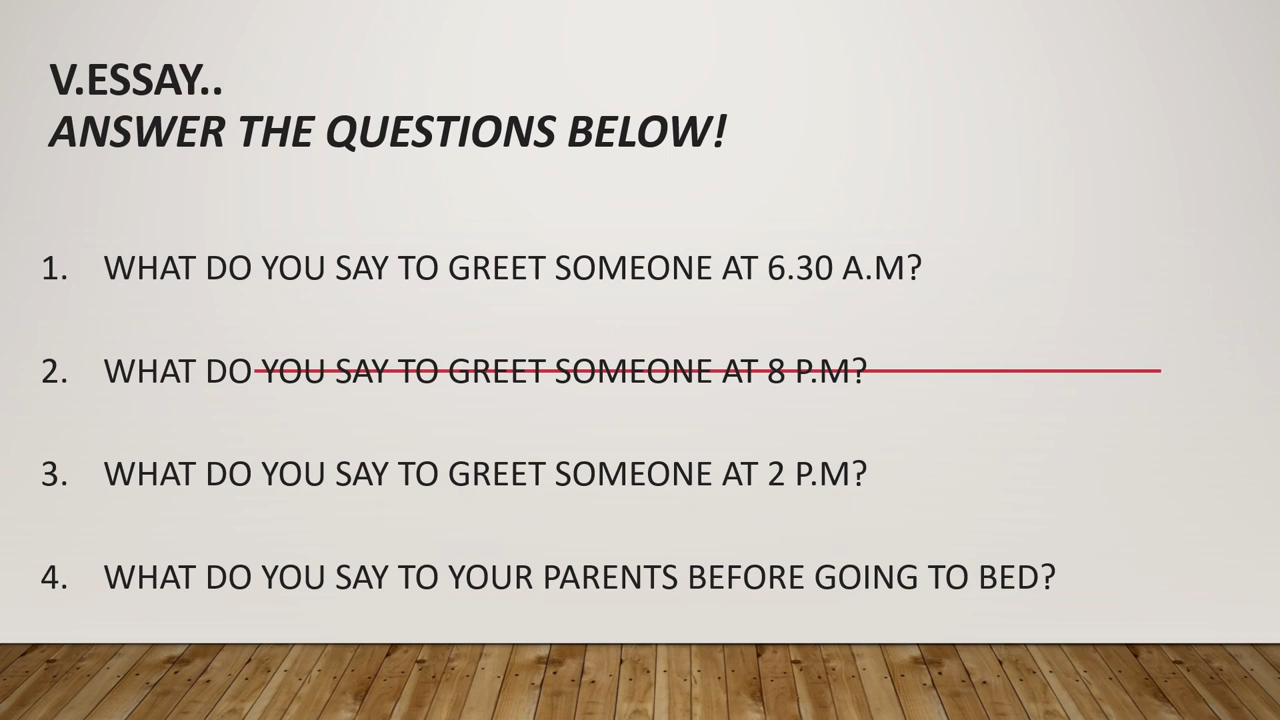 V.ESSAY..
ANSWER THE QUESTIONS BELOW!
1. WHAT DO YOU SAY TO GREET SOMEONE AT 6.30 A.M?
2. WHAT DO YOU SAY TO GREET SOMEONE AT 8 P.M?
3. WHAT DO YOU SAY TO GREET SOMEONE AT 2 P.M?
4. WHAT DO YOU SAY TO YOUR PARENTS BEFORE GOING TO BED?